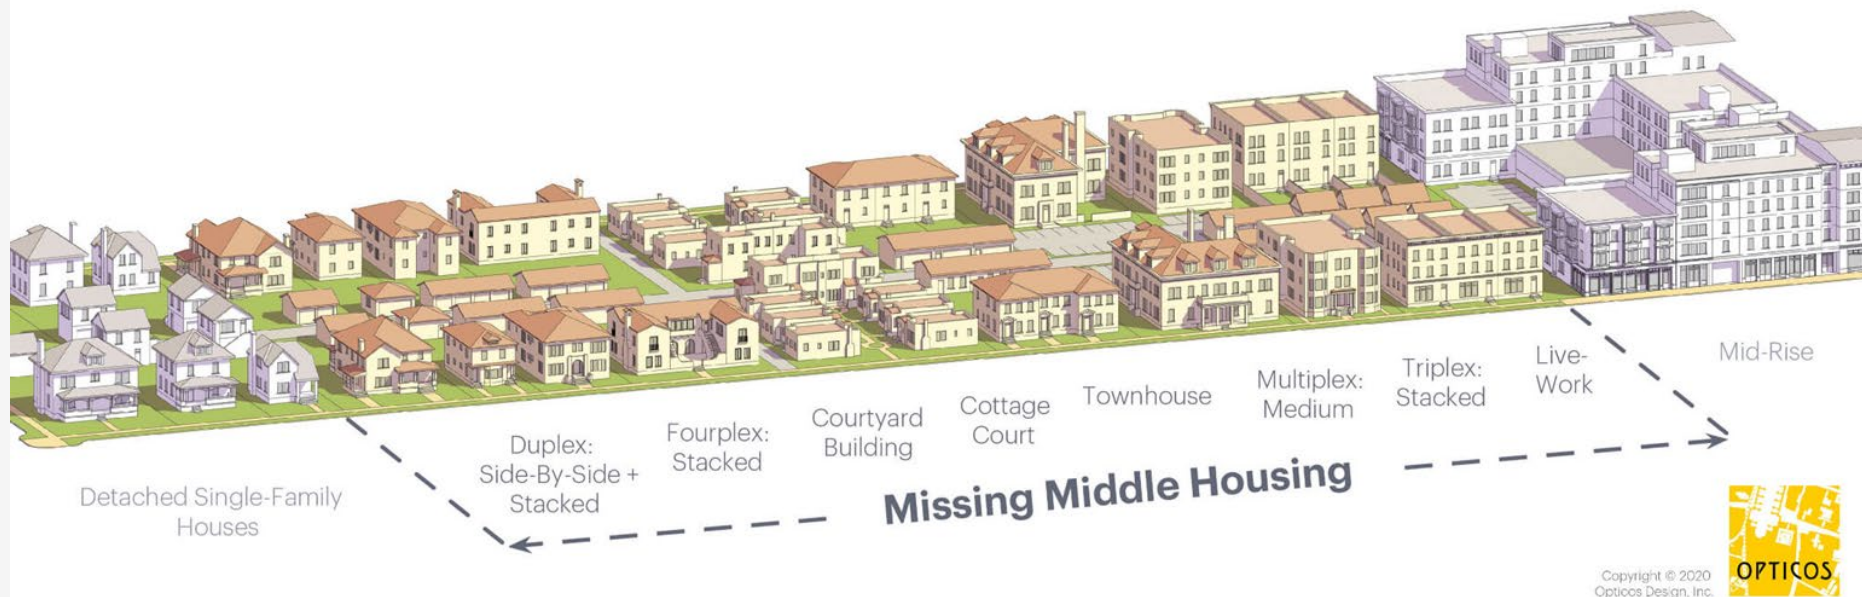 Detached Single-Family
Houses
Duplex:
Side-By-Side +
Stacked
Fourplex:
Stacked
Courtyard
Building
Cottage
Court
Townhouse
Multiplex:
Medium
Triplex:
Stacked
Live-
Work
Mid-Rise
Missing Middle Housing
OPTICOS
Copyright © 2020
Opticos Design, Inc.